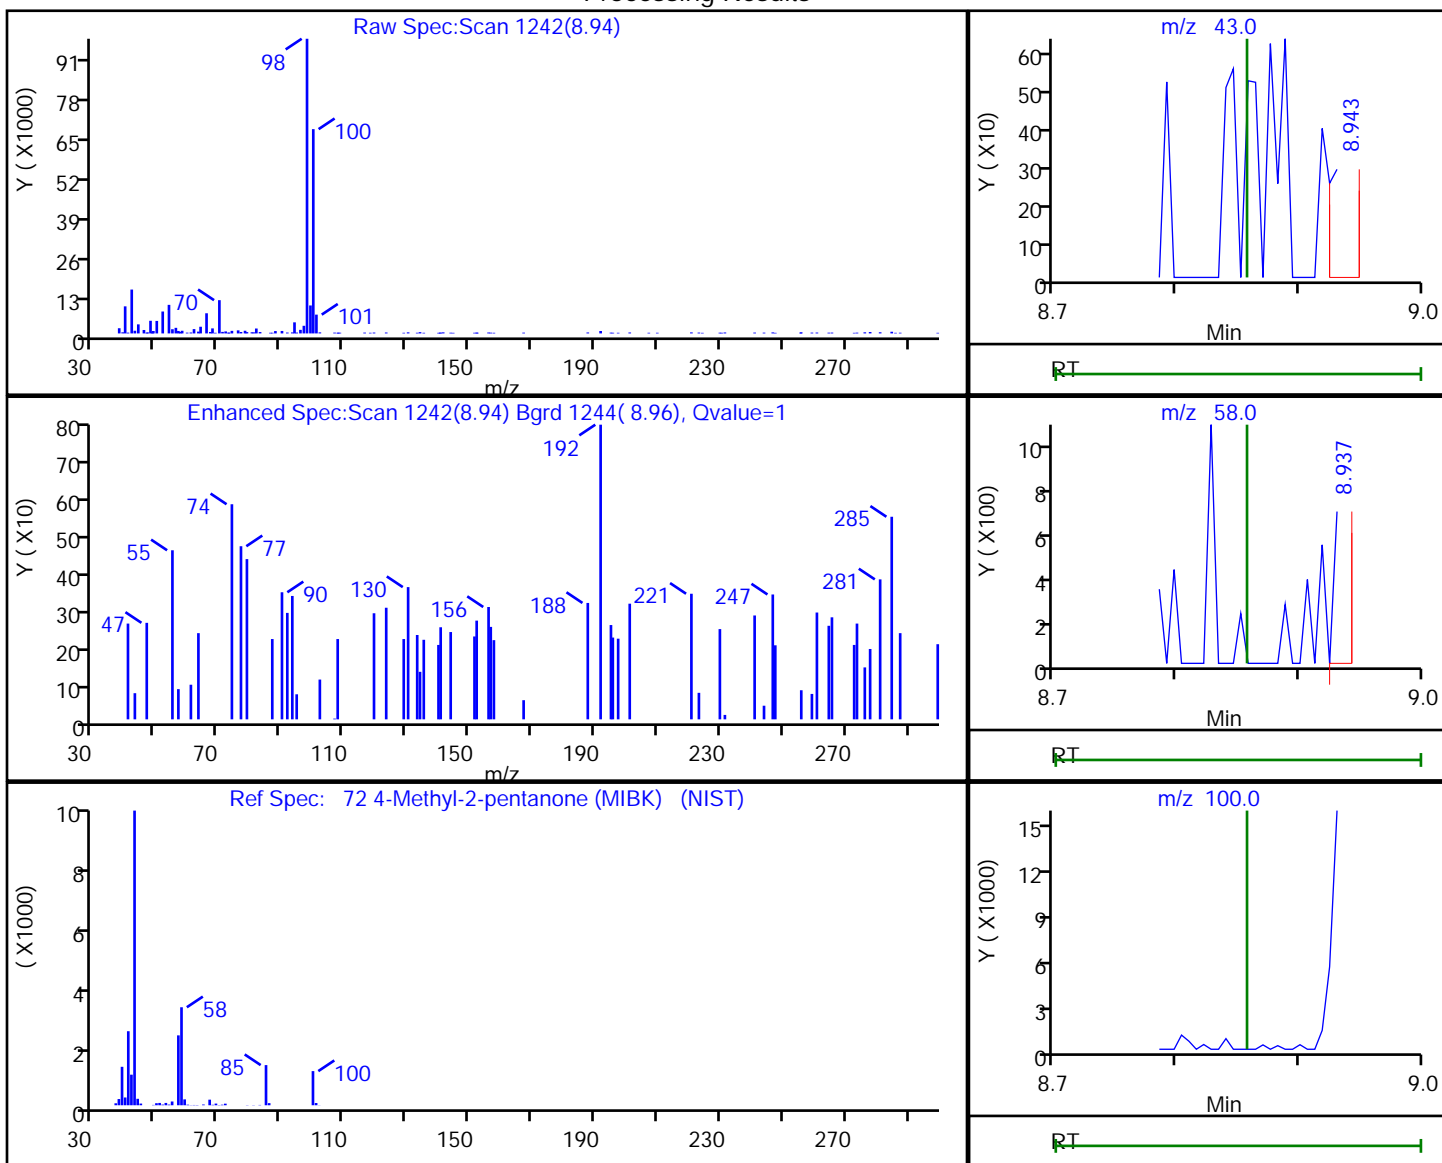 Processing Results
Raw Spec:Scan 1242(8.94)
Y ( X1000)
91
78
65
52
39
26
13
0
98
100
70
101
30 70 110 150 190 230 270
m/z
m/z 43.0
Y ( X10)
60
50
40
30
20
10
0
8.943
8.7 9.0
Min
RT
Enhanced Spec:Scan 1242(8.94) Bgrd 1244( 8.96), Qvalue=1
Y ( X10)
80
70
60
50
40
30
20
10
0
192
74
285
55
77
281
130
90
221
247
188
156
47
30 70 110 150 190 230 270
m/z
m/z 58.0
Y ( X100)
10
8
6
4
2
0
8.937
8.7 9.0
Min
RT
Ref Spec: 72 4-Methyl-2-pentanone (MIBK) (NIST)
( X1000)
10
8
6
4
2
0
58
85
100
30 70 110 150 190 230 270
m/z 100.0
Y ( X1000)
15
12
9
6
3
0
8.7 9.0
Min
RT